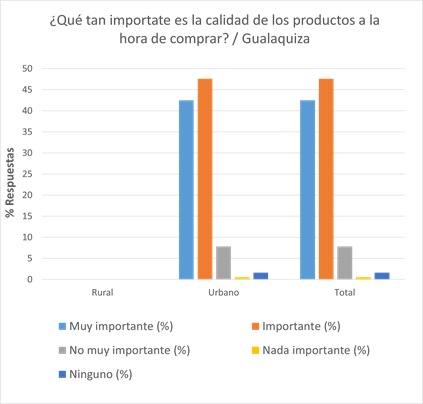 ¿Qué tan importate es la calidad de los productos a la
hora de comprar? / Gualaquiza
50
45
40
35
30
25
20
15
10
5
0
% Respuestas
Rural Urbano Total
Muy importante (%) Importante (%)
No muy importante (%) Nada importante (%)
Ninguno (%)